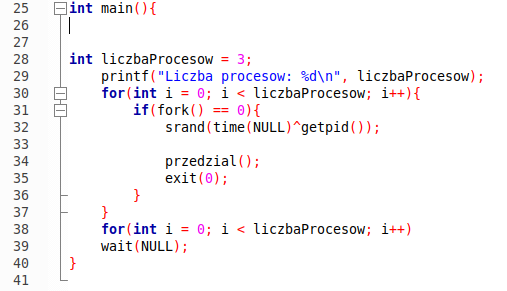 25 int main(){
26
27
28 int liczbaProcesow = 3;
29     printf("Liczba procesow: %d\n", liczbaProcesow);
30     for(int i = 0; i < liczbaProcesow; i++){
31         if(fork() == 0){
32             srand(time(NULL)^getpid());
33
34             przedzial();
35             exit(0);
36         }
37     }
38     for(int i = 0; i < liczbaProcesow; i++)
39     wait(NULL);
40 }
41